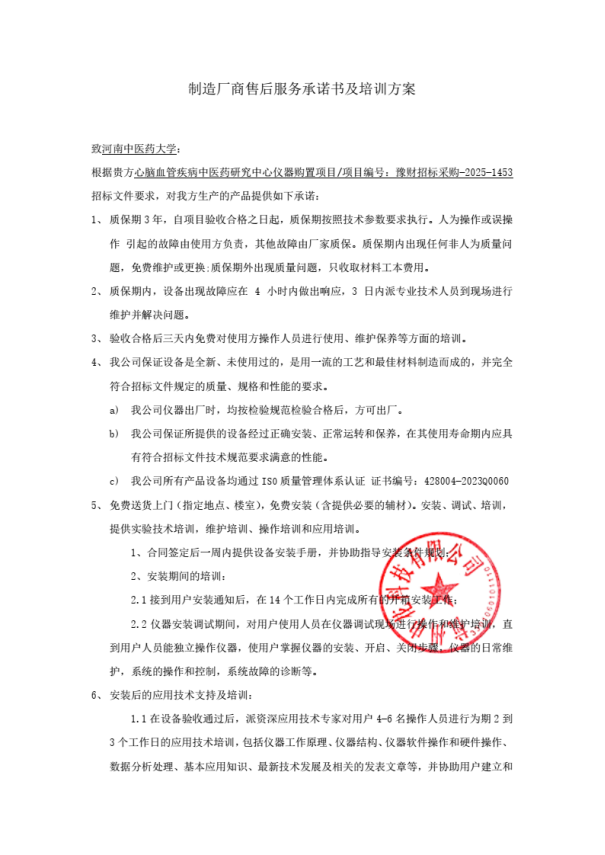 制造厂商售后服务承诺书及培训方案
致河南中医药大学：
根据贵方心脑血管疾病中医药研究中心仪器购置项目/项目编号：豫财招标采购-2025-1453
招标文件要求，对我方生产的产品提供如下承诺：
1、 质保期 3 年，自项目验收合格之日起，质保期按照技术参数要求执行。人为操作或误操
作 引起的故障由使用方负责，其他故障由厂家质保。质保期内出现任何非人为质量问
题，免费维护或更换;质保期外出现质量问题，只收取材料工本费用。
2、 质保期内，设备出现故障应在 4 小时内做出响应，3 日内派专业技术人员到现场进行
维护并解决问题。
3、 验收合格后三天内免费对使用方操作人员进行使用、维护保养等方面的培训。
4、 我公司保证设备是全新、未使用过的，是用一流的工艺和最佳材料制造而成的，并完全
符合招标文件规定的质量、规格和性能的要求。
a) 我公司仪器出厂时，均按检验规范检验合格后，方可出厂。
b) 我公司保证所提供的设备经过正确安装、正常运转和保养，在其使用寿命期内应具
有符合招标文件技术规范要求满意的性能。
c) 我公司所有产品设备均通过 ISO 质量管理体系认证 证书编号：428004-2023Q0060
5、 免费送货上门（指定地点、楼室），免费安装（含提供必要的辅材）。安装、调试、培训，
提供实验技术培训，维护培训、操作培训和应用培训。
1、合同签定后一周内提供设备安装手册，并协助指导安装条件规划；
2、安装期间的培训：
2.1 接到用户安装通知后，在 14 个工作日内完成所有的开箱安装工作；
2.2 仪器安装调试期间，对用户使用人员在仪器调试现场进行操作和维护培训，直
到用户人员能独立操作仪器，使用户掌握仪器的安装、开启、关闭步骤；仪器的日常维
护，系统的操作和控制，系统故障的诊断等。
6、 安装后的应用技术支持及培训：
1.1 在设备验收通过后，派资深应用技术专家对用户 4-6 名操作人员进行为期 2 到
3 个工作日的应用技术培训，包括仪器工作原理、仪器结构、仪器软件操作和硬件操作、
数据分析处理、基本应用知识、最新技术发展及相关的发表文章等，并协助用户建立和
科技有限公司